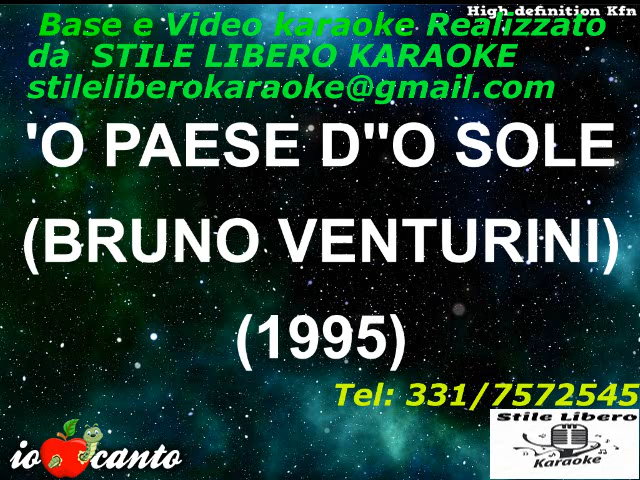 High definition Kfn
Base e Video karaoke Realizzato
da STILE LIBERO KARAOKE
stileliberokaraoke@gmail.com
'O PAESE D"O SOLE
(BRUNO VENTURINI)
(1995)
Tel: 331/7572545
Stile Libero
Karaoke
io canto